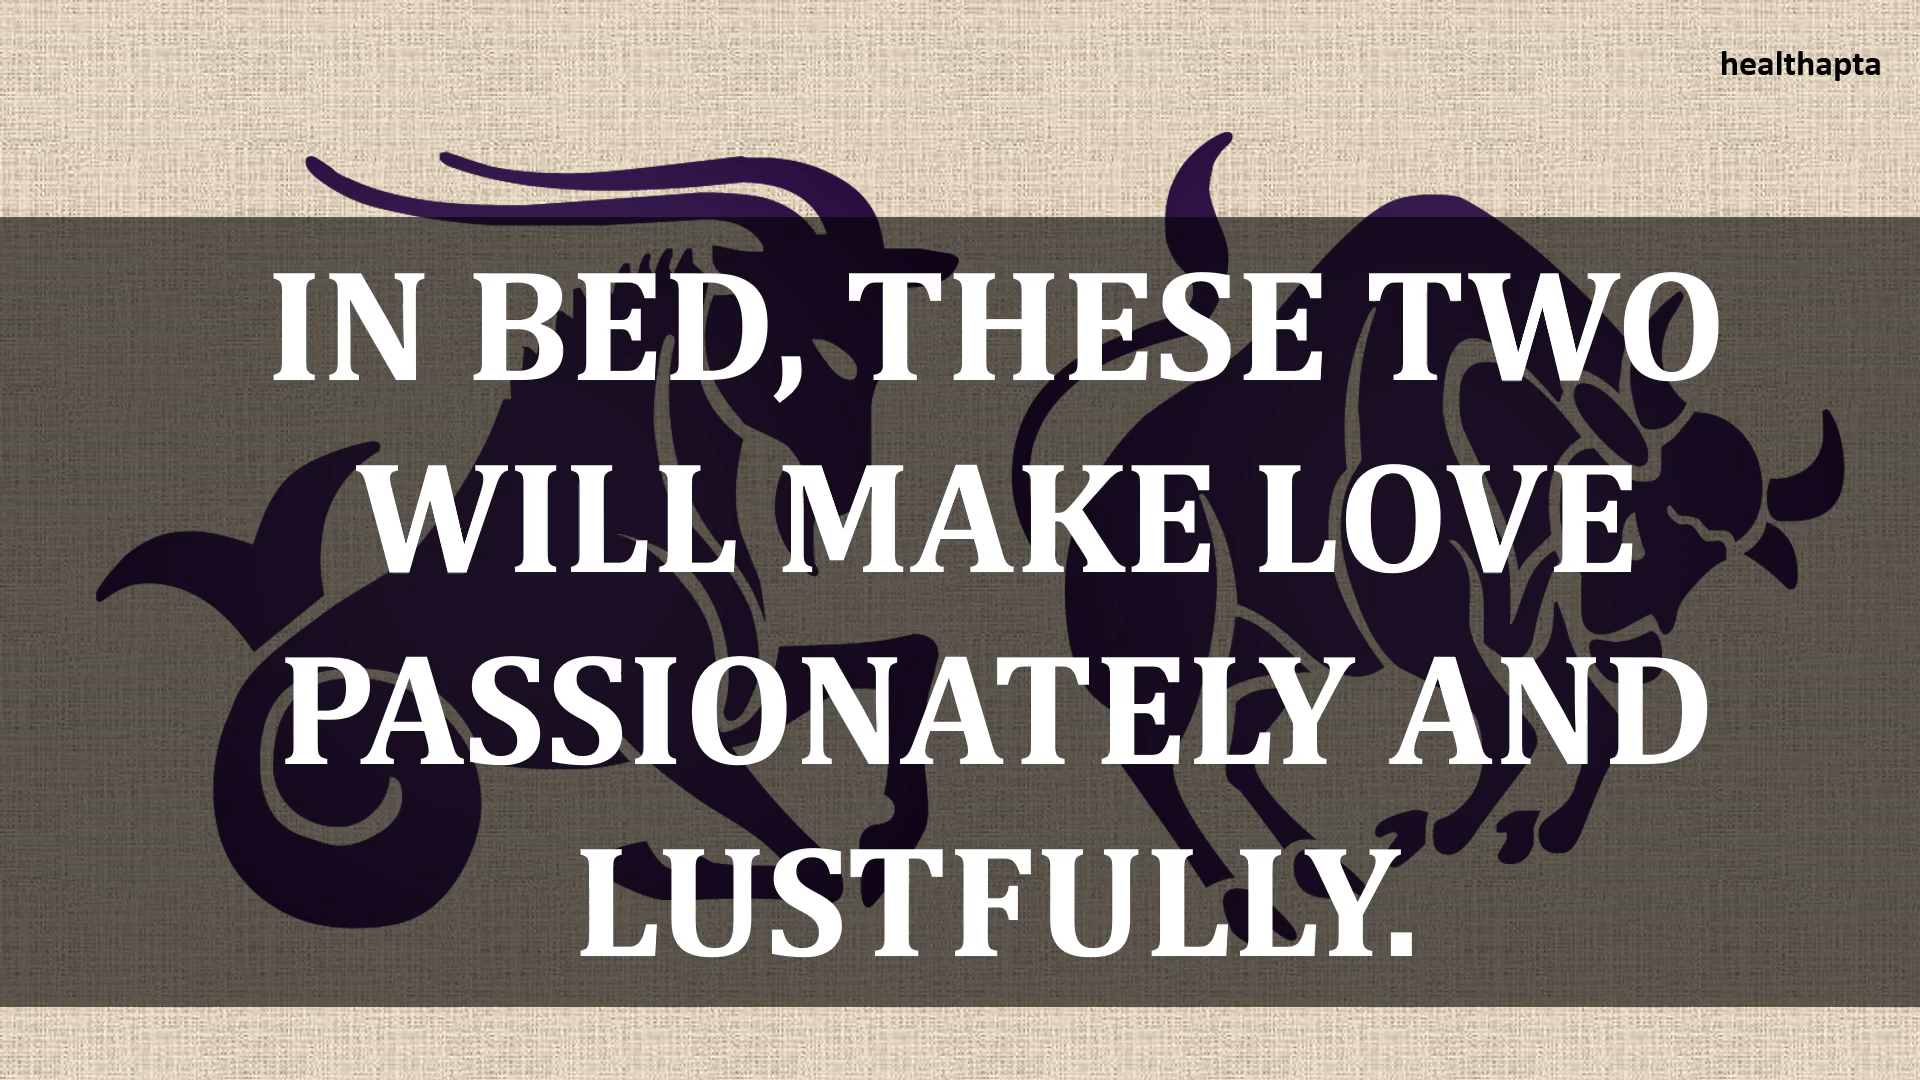 healthapta
IN BED, THESE TWO
WILL MAKE LOVE
PASSIONATELY AND
LUSTFULLY.